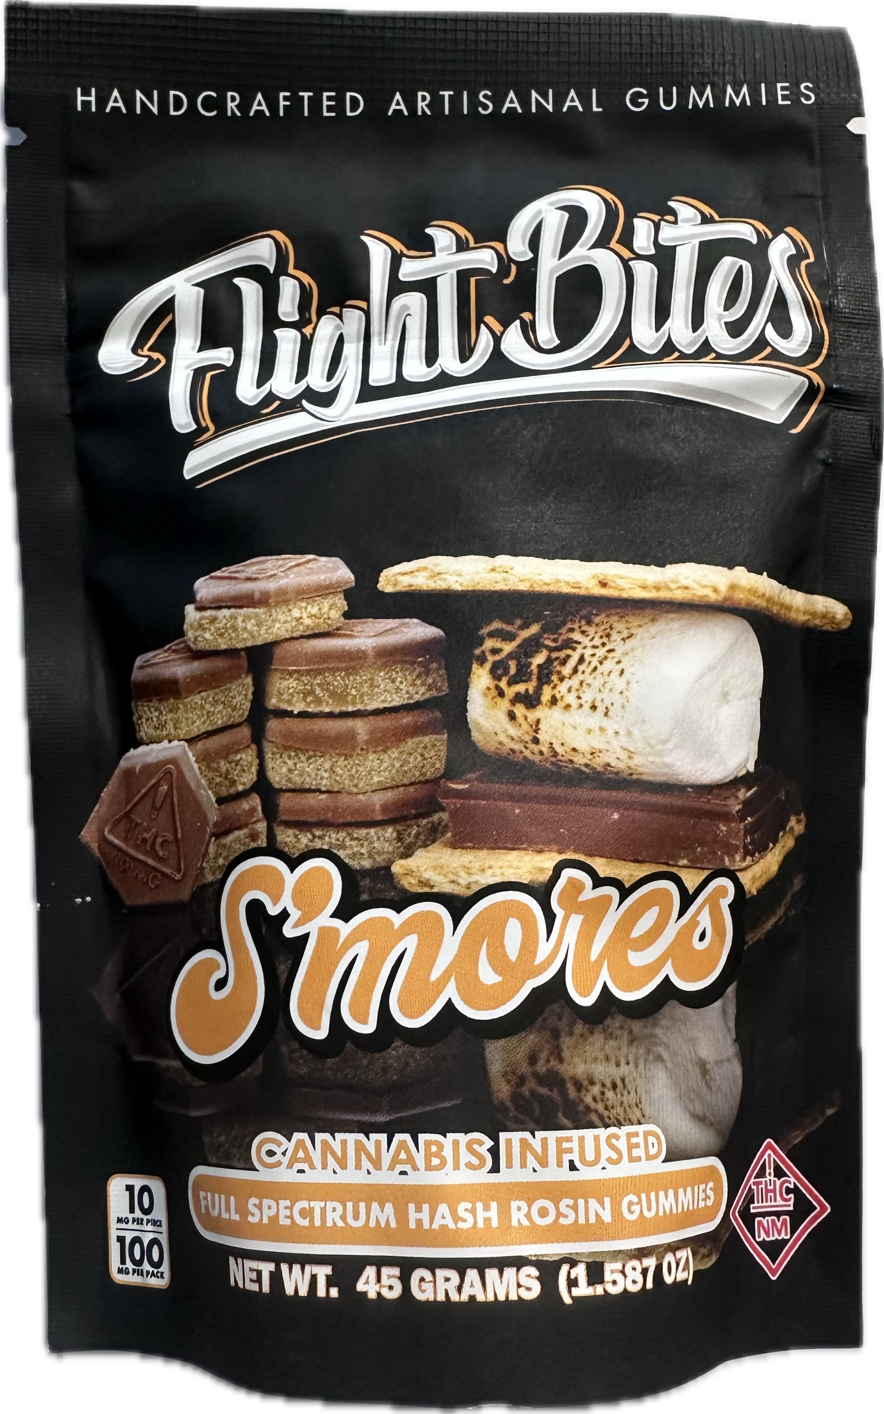 HANDCRAFTED ARTISANAL GUMMIES
Flight Bites
THC
S'mores
CANNABIS INFUSED
FULL SPECTRUM HASH ROSIN GUMMIES
NET WT. 45 GRAMS (1.587 OZ)
10
MG PER PIECE
100
MG PER PACK
!
THC
NM